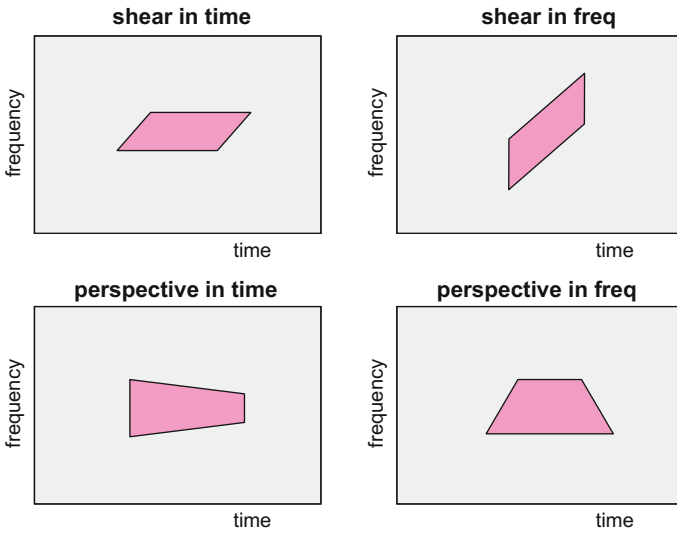 shear in time
shear in freq
frequency
frequency
time
time
perspective in time
perspective in freq
frequency
frequency
time
time